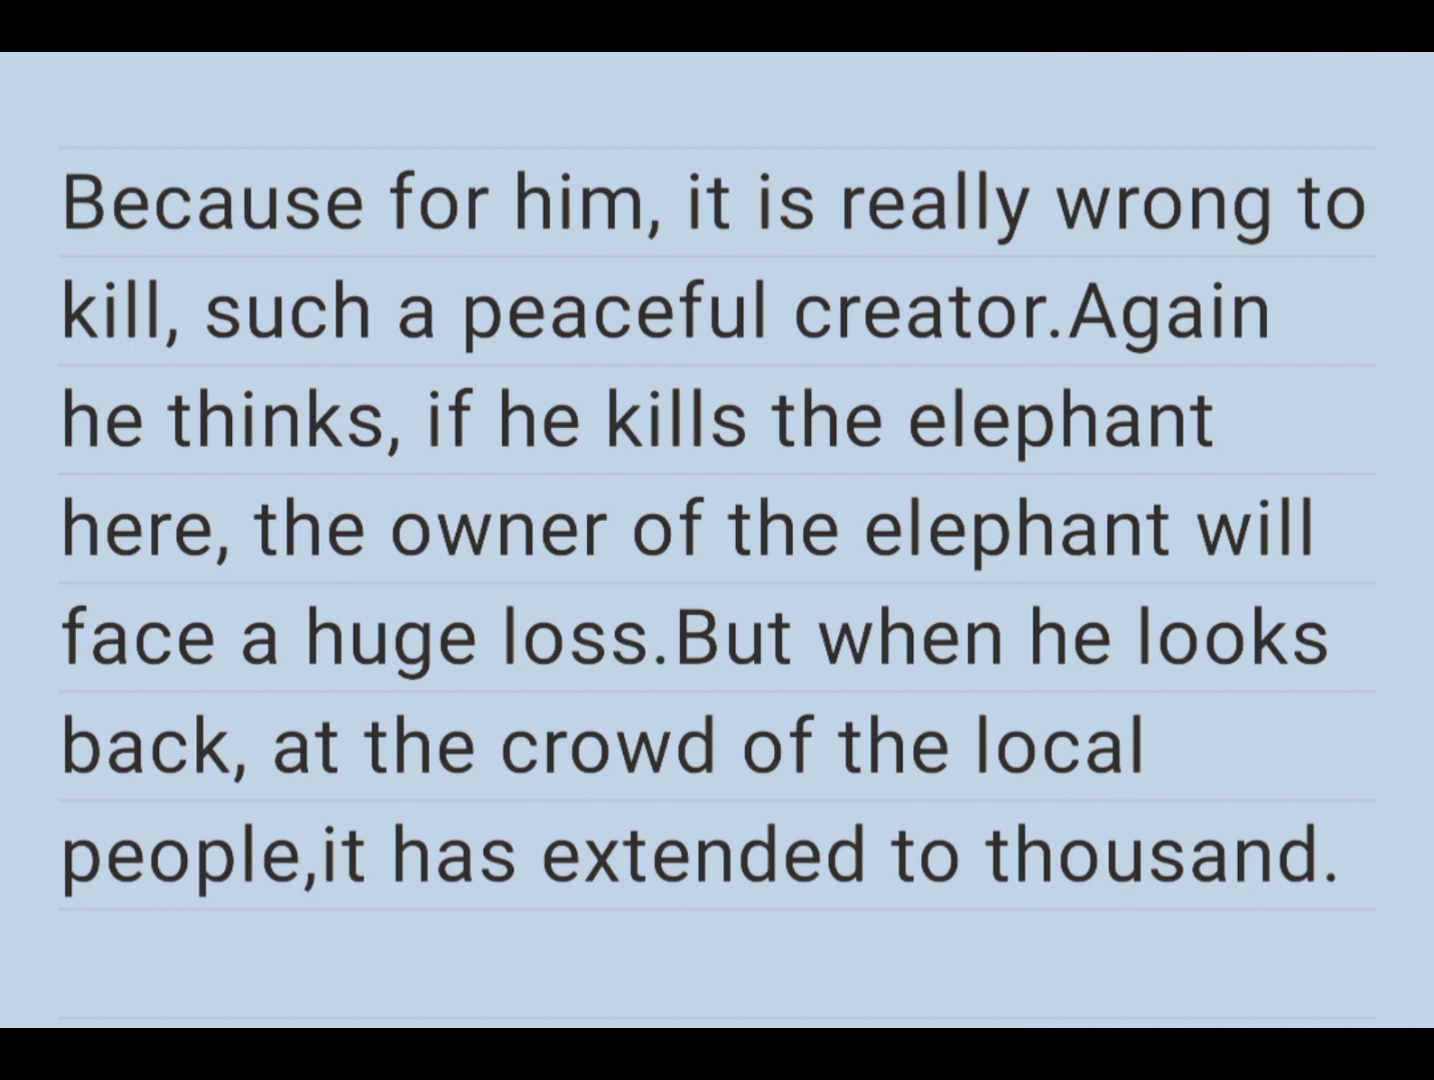 Because for him, it is really wrong to
kill, such a peaceful creator.Again
he thinks, if he kills the elephant
here, the owner of the elephant will
face a huge loss.But when he looks
back, at the crowd of the local
people,it has extended to thousand.